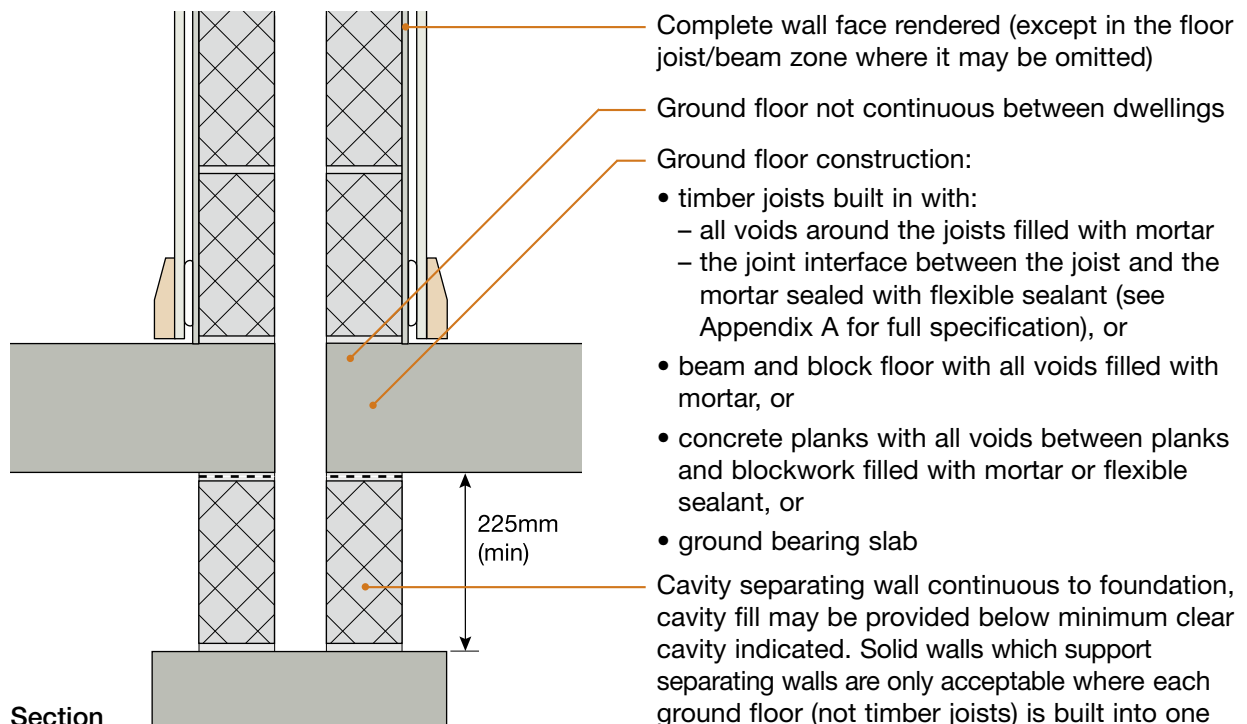 Complete wall face rendered (except in the floor
joist/beam zone where it may be omitted)
Ground floor not continuous between dwellings
Ground floor construction:
• timber joists built in with:
– all voids around the joists filled with mortar
– the joint interface between the joist and the
mortar sealed with flexible sealant (see
Appendix A for full specification), or
• beam and block floor with all voids filled with
mortar, or
• concrete planks with all voids between planks
and blockwork filled with mortar or flexible
sealant, or
• ground bearing slab
225mm
(min)
Cavity separating wall continuous to foundation,
cavity fill may be provided below minimum clear
cavity indicated. Solid walls which support
separating walls are only acceptable where each
ground floor (not timber joists) is built into one
Section